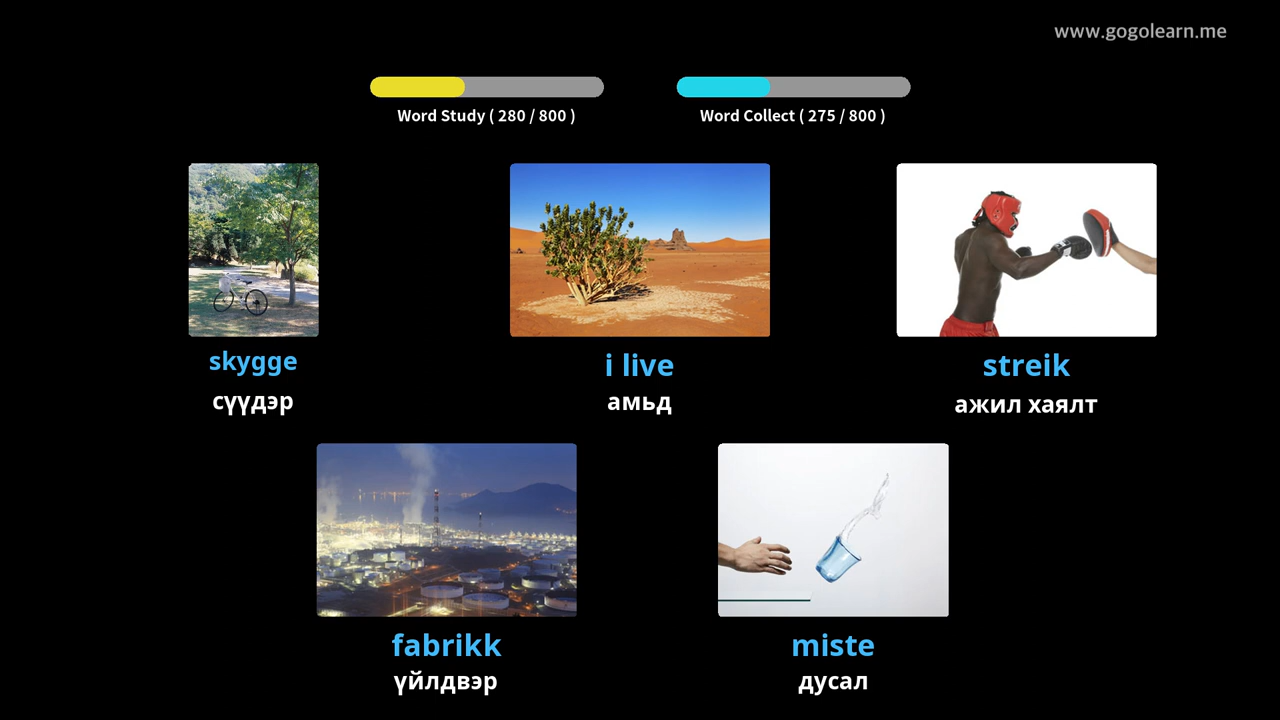 www.gogolearn.me
Word Study ( 280 / 800 )
Word Collect ( 275 / 800 )
skygge
сүүдэр
i live
амьд
streik
ажил хаялт
fabrikk
үйлдвэр
miste
дусал